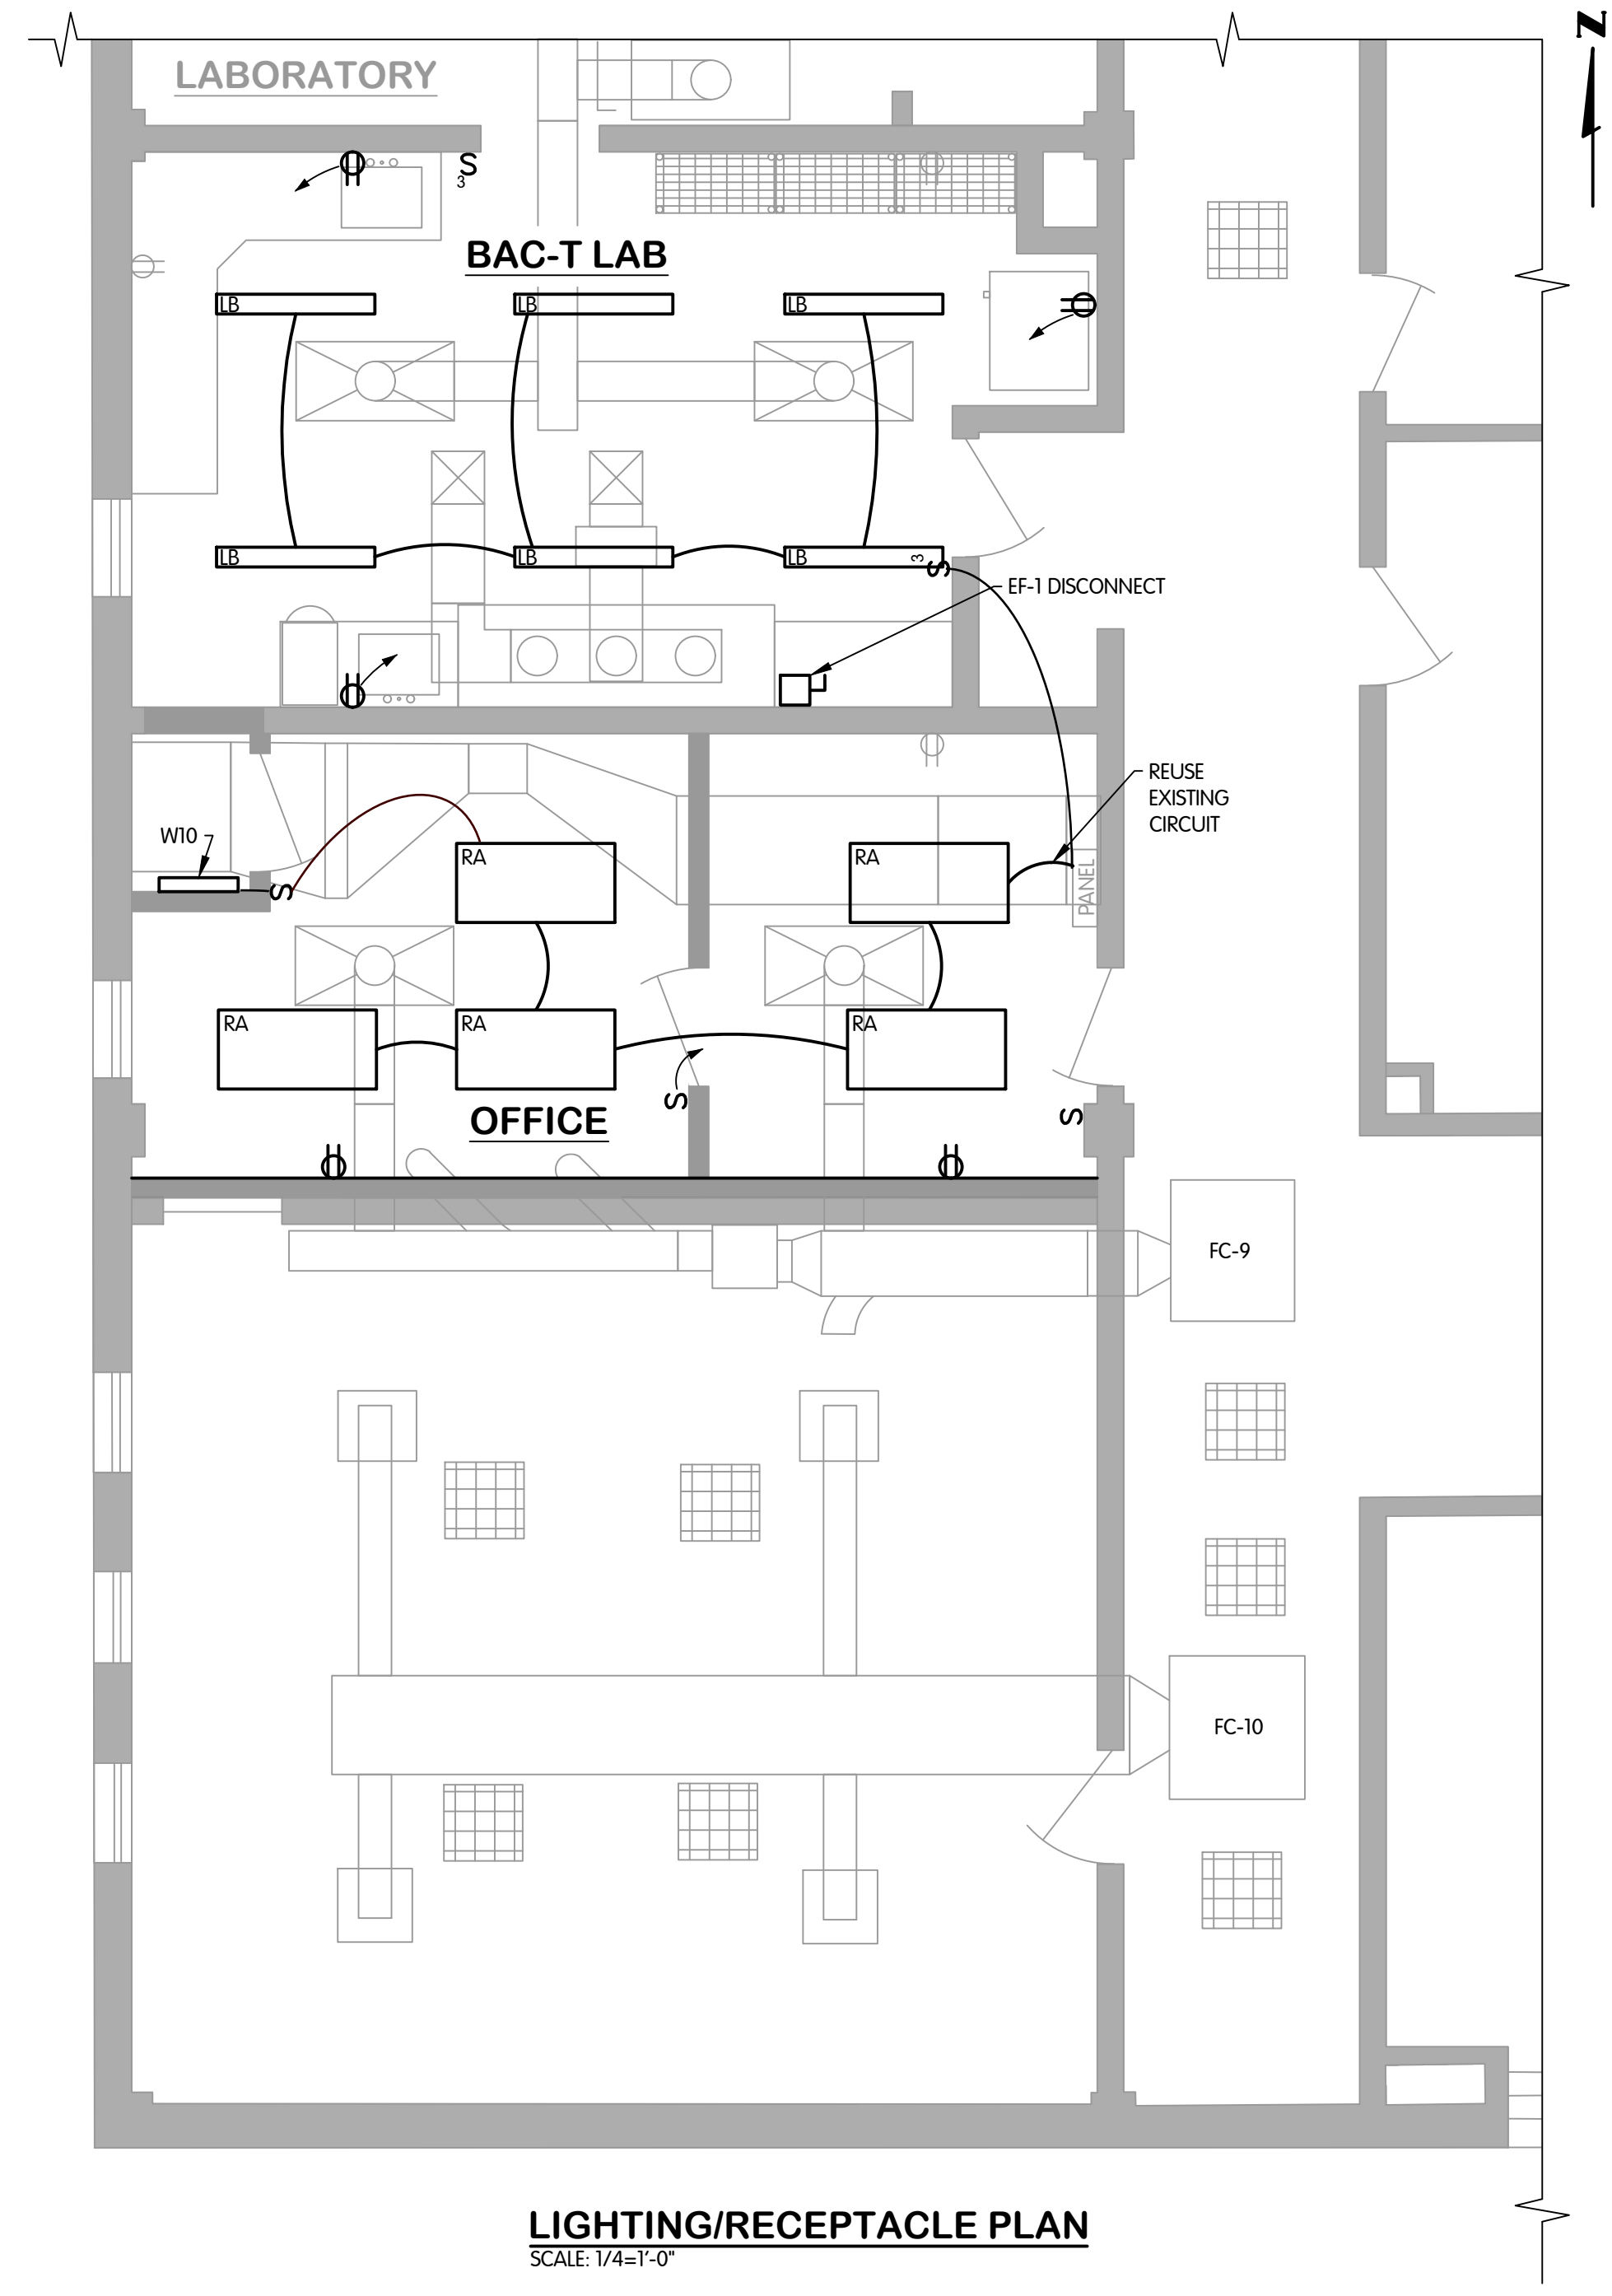 N
LABORATORY
S
3
BAC-T LAB
LB
LB
LB
LB
LB
LB
3
S
EF-1 DISCONNECT
REUSE
EXISTING
CIRCUIT
W10
S
RA
RA
PANEL
RA
RA
RA
S
S
OFFICE
FC-9
FC-10
LIGHTING/RECEPTACLE PLAN
SCALE: 1/4=1'-0"